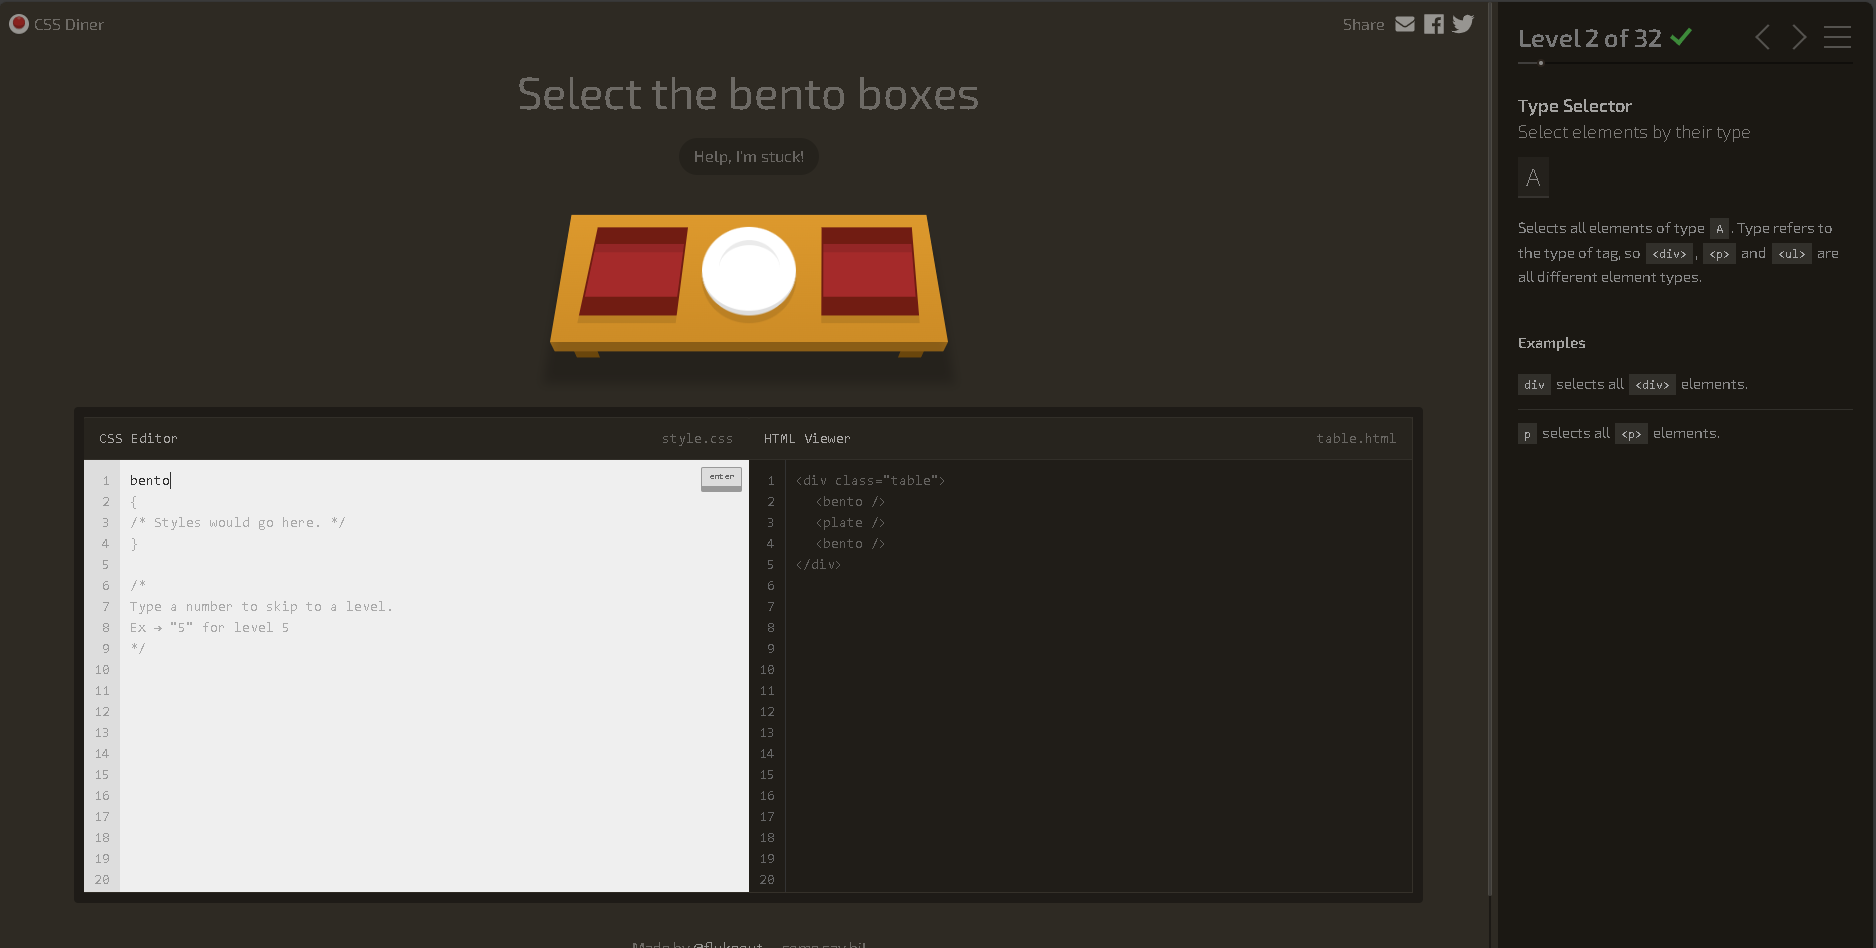 CSS Diner
Share
Select the bento boxes
Help, I'm stuck!
CSS Editor style.css
1 bento
enter
2 {
3 /* Styles would go here. */
4 }
5
6 /*
7 Type a number to skip to a level.
8 Ex → "5" for level 5
9 */
10
11
12
13
14
15
16
17
18
19
20
HTML Viewer table.html
1 <div class="table">
2 <bento />
3 <plate />
4 <bento />
5 </div>
6
7
8
9
10
11
12
13
14
15
16
17
18
19
20
Made by @flukeout
Level 2 of 32
Type Selector
Select elements by their type
A
Selects all elements of type A . Type refers to
the type of tag, so <div> , <p> and <ul> are
all different element types.
Examples
div selects all <div> elements.
p selects all <p> elements.